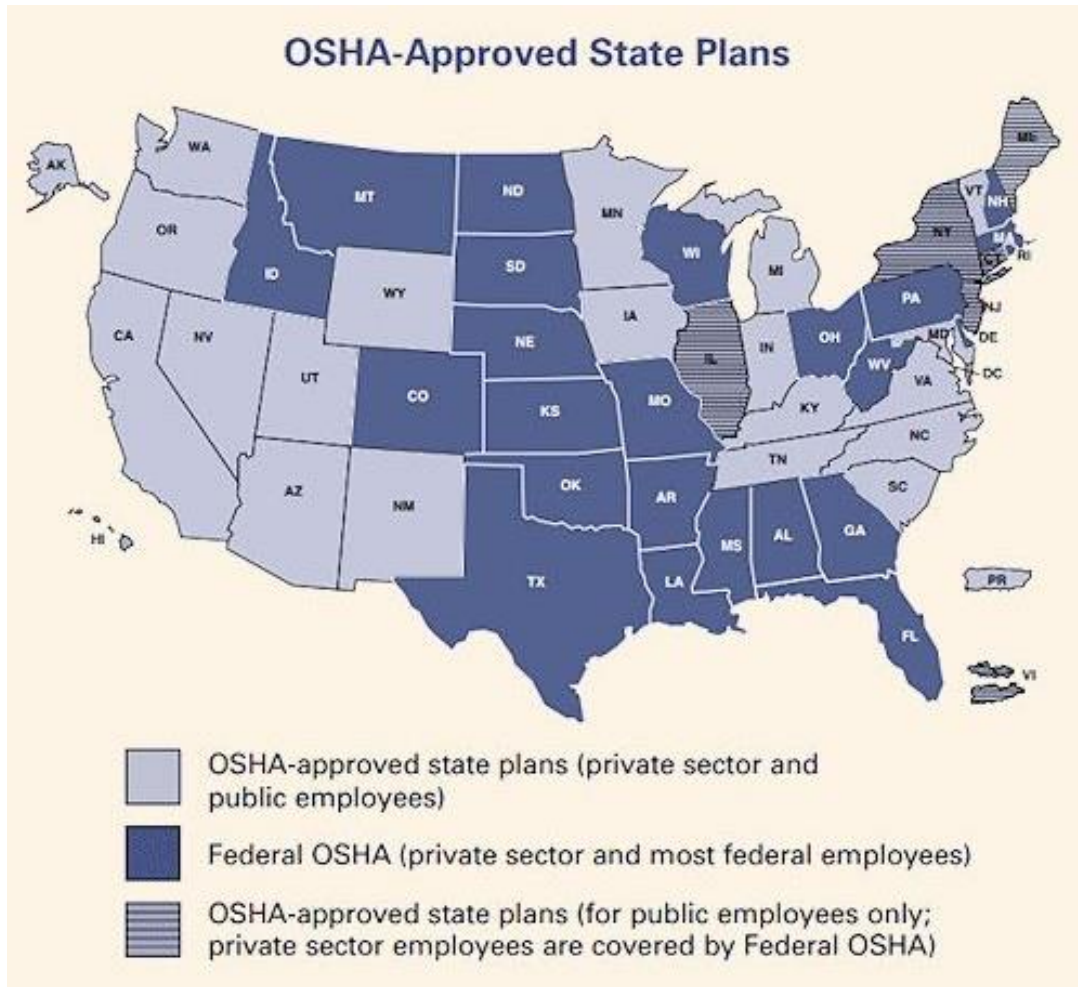 OSHA-Approved State Plans
AK
WA
MT
ND
MN
ME
VT
NH
OR
ID
SD
WI
NY
M
RI
WY
MI
CT
CA
NV
NE
IA
PA
NJ
UT
CO
IL
IN
OH
MD
DE
KS
MO
WV
VA
DC
KY
NC
AZ
NM
OK
TN
SC
AR
HI
TX
LA
MS
AL
GA
PR
FL
VI
OSHA-approved state plans (private sector and
public employees)
Federal OSHA (private sector and most federal employees)
OSHA-approved state plans (for public employees only;
private sector employees are covered by Federal OSHA)